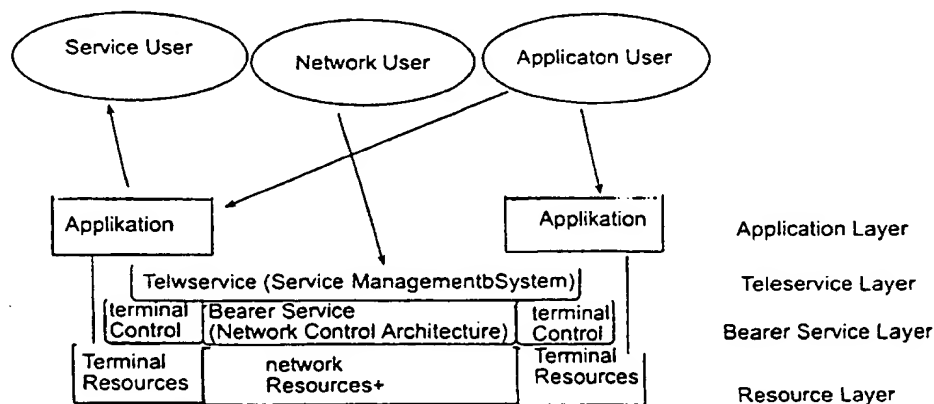 Service User
Network User
Applicaton User
Applikation
Applikation
Application Layer
Telwservice (Service ManagementbSystem)
Teleservice Layer
terminal
Control
Bearer Service
(Network Control Architecture)
terminal
Control
Bearer Service Layer
Terminal
Resources
network
Resources+
Terminal
Resources
Resource Layer